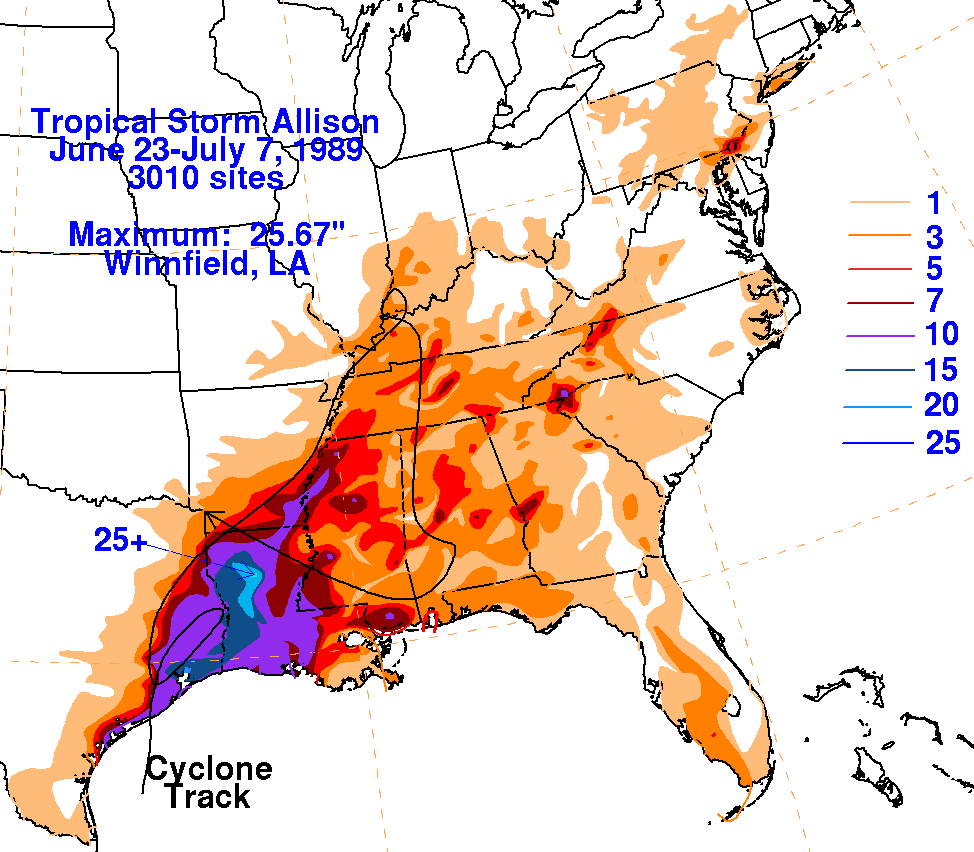 Tropical Storm Allison
June 23-July 7, 1989
3010 sites
Maximum:  25.67"
Winnfield, LA
1
3
5
7
10
15
20
25
25+
Cyclone
Track